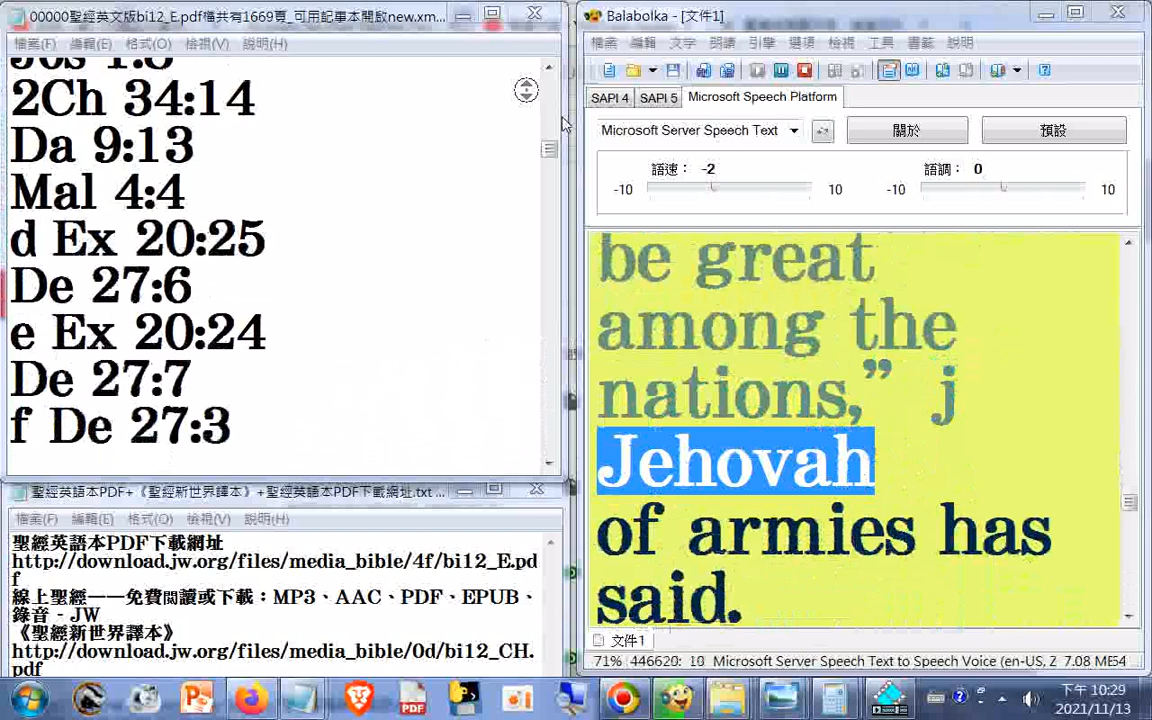 00000聖經英文版bi12_E.pdf檔共有1669頁_可用記事本開啟new.xm...
檔案(F) 編輯(E) 格式(O) 檢視(V) 說明(H)
Jos 1:8
2Ch 34:14
Da 9:13
Mal 4:4
d Ex 20:25
De 27:6
e Ex 20:24
De 27:7
f De 27:3
聖經英語本PDF+《聖經新世界譯本》+聖經英語本PDF下載網址.txt ...
檔案(F) 編輯(E) 格式(O) 檢視(V) 說明(H)
聖經英語本PDF下載網址
http://download.jw.org/files/media_bible/4f/bi12_E.pd
f
線上聖經——免費閱讀或下載：MP3、AAC、PDF、EPUB、
錄音 - JW
《聖經新世界譯本》
http://download.jw.org/files/media_bible/0d/bi12_CH.
pdf
Balabolka - [文件1]
檔案 編輯 文字 朗讀 引擎 選項 檢視 工具 書籤 說明
SAPI 4 SAPI 5 Microsoft Speech Platform
Microsoft Server Speech Text 關於 預設
語速： -2 語調： 0
-10 10 -10 10
be great
among the
nations,” j
Jehovah
of armies has
said.
文件1
71% 446620: 10 Microsoft Server Speech Text to Speech Voice (en-US, Z 7.08 ME54
下午 10:29
2021/11/13